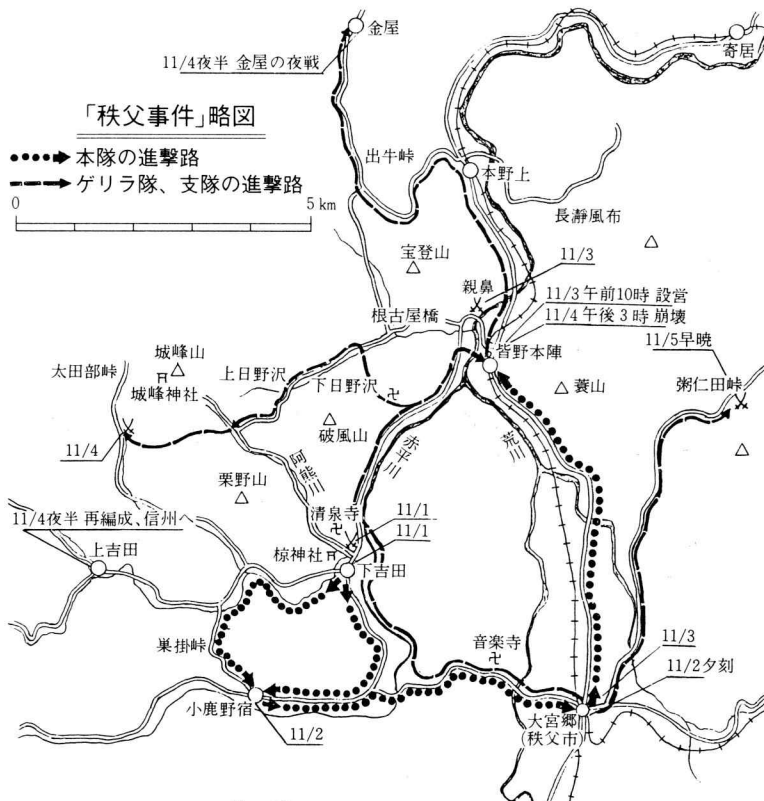 金屋
寄居
11/4夜半 金屋の夜戦
「秩父事件」略図
本隊の進撃路
ゲリラ隊、支隊の進撃路
0 5km
出牛峠
本野上
長瀞風布
宝登山
11/3
親鼻
11/3午前10時 設営
11/4午後3時 崩壊
根古屋橋
皆野本陣
11/5早暁
粥仁田峠
城峰山
城峰神社
太田部峠
上日野沢
下日野沢
卍
蓑山
破風山
赤平川
荒川
11/4
阿熊川
栗野山
清泉寺
卍
11/1
11/1
11/4夜半 再編成、信州へ
上吉田
椋神社
下吉田
巣掛峠
音楽寺
卍
11/3
11/2夕刻
小鹿野宿
11/2
大宮郷
(秩父市)